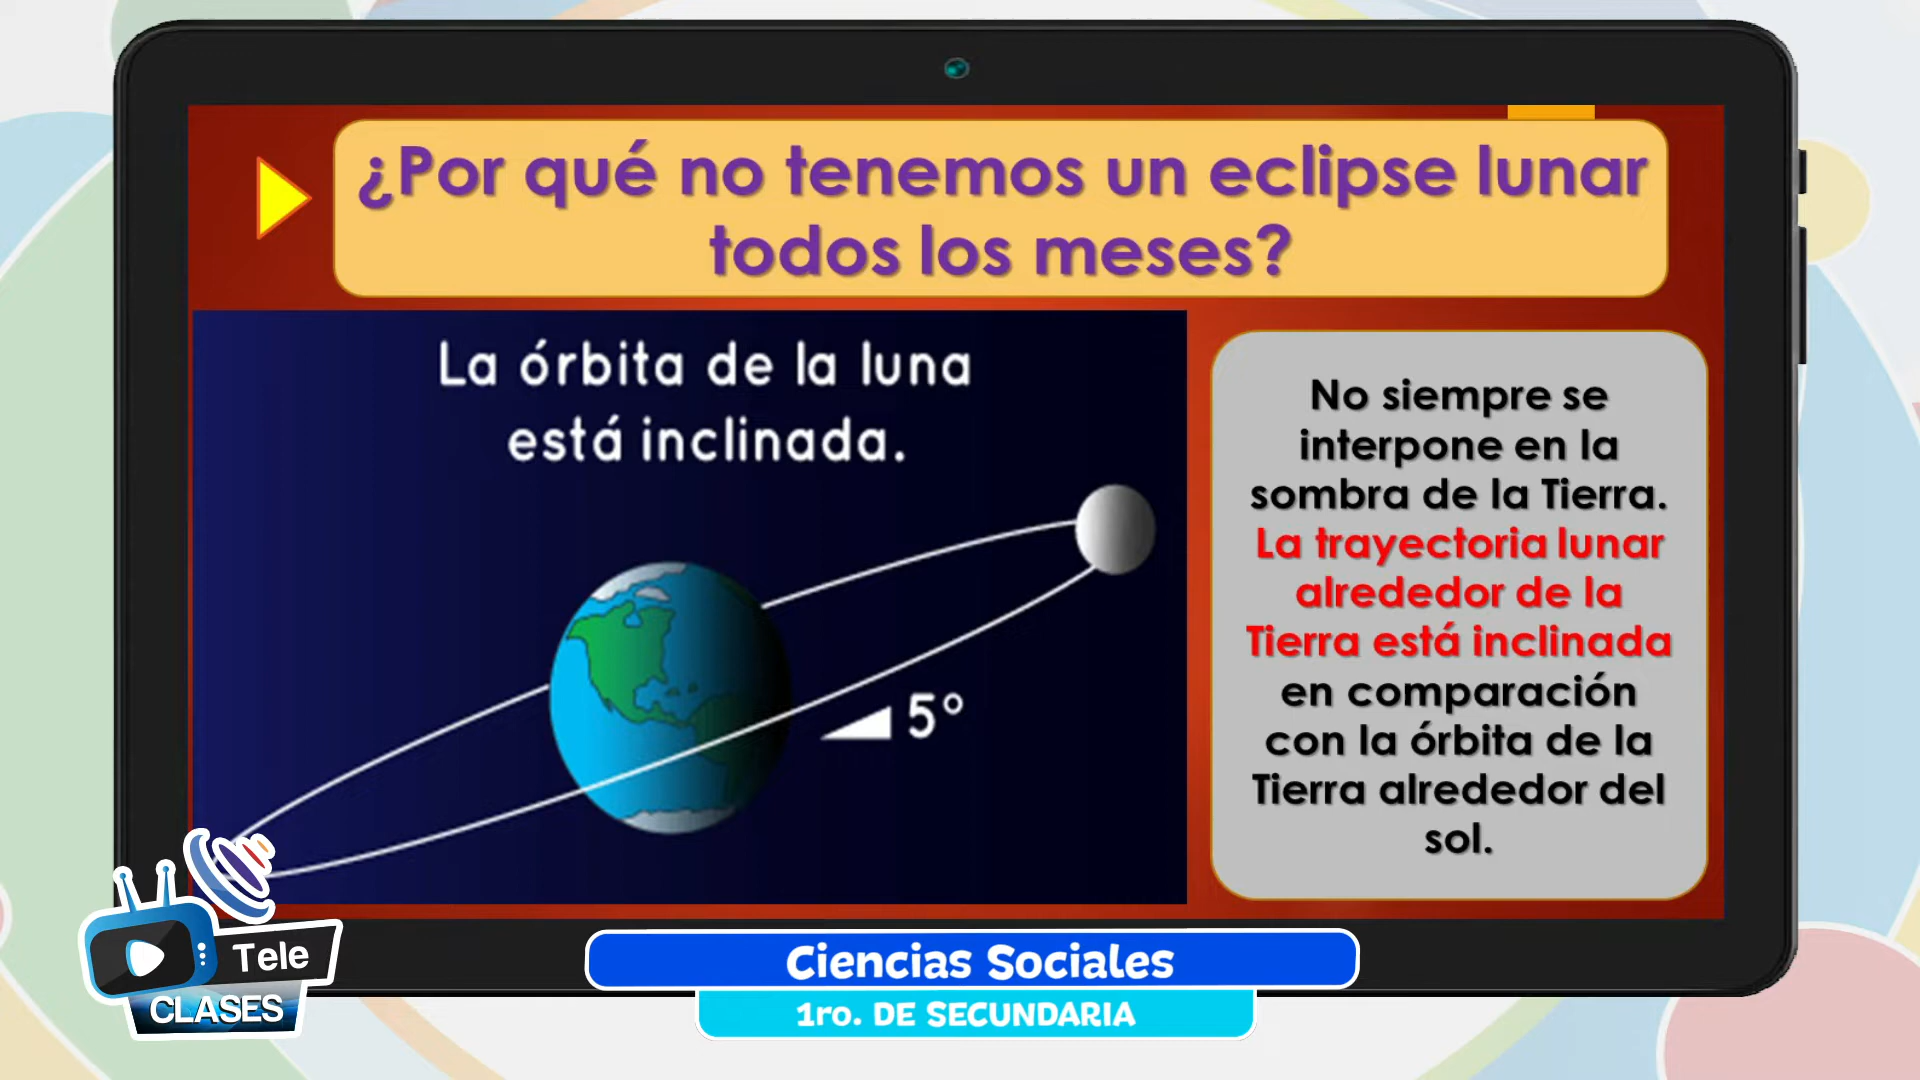 ¿Por qué no tenemos un eclipse lunar
todos los meses?
La órbita de la luna
está inclinada.
5°
No siempre se
interpone en la
sombra de la Tierra.
La trayectoria lunar
alrededor de la
Tierra está inclinada
en comparación
con la órbita de la
Tierra alrededor del
sol.
Tele
CLASES
Ciencias Sociales
1ro. DE SECUNDARIA